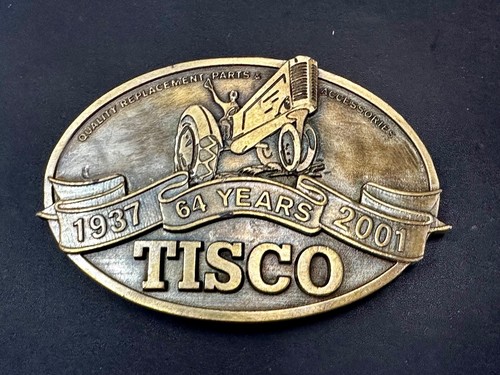 QUALITY REPLACEMENT PARTS & ACCESSORIES
1937 64 YEARS 2001
TISCO